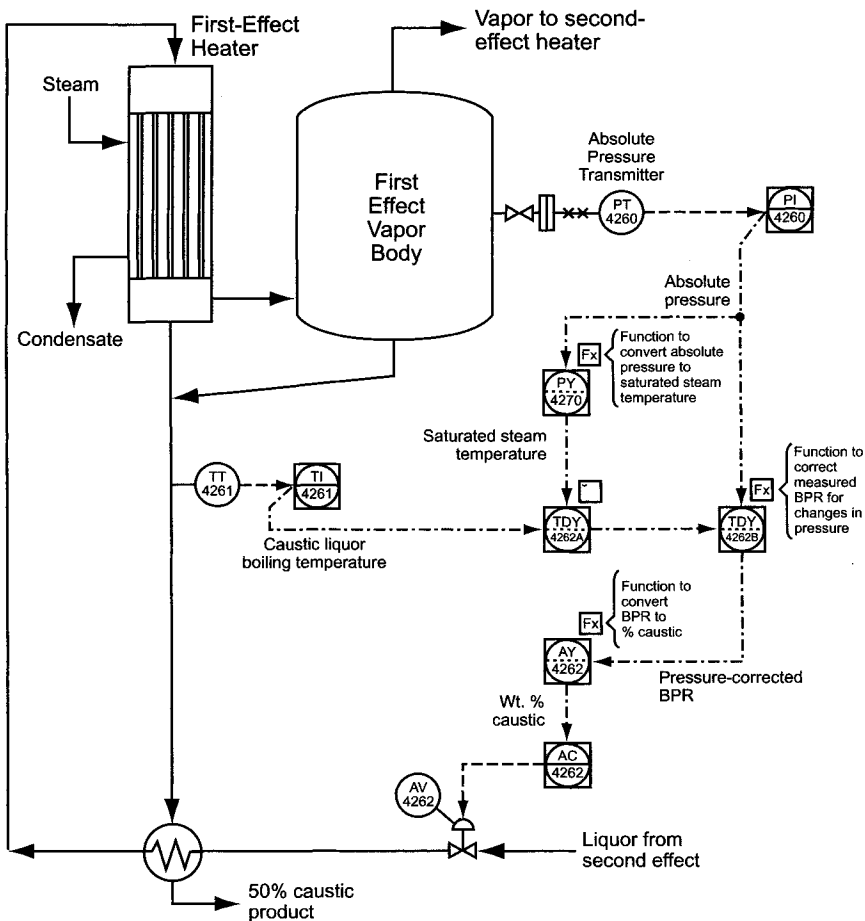 First-Effect
Heater
Vapor to second-
effect heater
Steam
Absolute
Pressure
Transmitter
First
Effect
Vapor
Body
PT
4260
PI
4260
Absolute
pressure
Condensate
Fx
Function to
convert absolute
pressure to
saturated steam
temperature
PY
4270
Saturated steam
temperature
Function to
correct
measured
BPR for
changes in
pressure
Fx
TT
4261
TI
4261
TDY
4262A
TDY
4262B
Caustic liquor
boiling temperature
Function to
convert
BPR to
% caustic
Fx
AY
4262
Pressure-corrected
BPR
Wt. %
caustic
AC
4262
AV
4262
Liquor from
second effect
50% caustic
product